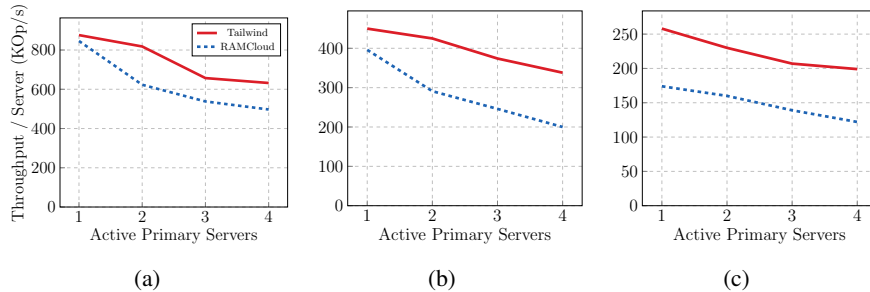 Throughput / Server (KOp/s)
800
600
400
200
0
Tailwind
RAMCloud
1 2 3 4
Active Primary Servers
(a)
400
300
200
100
0
1 2 3 4
Active Primary Servers
(b)
250
200
150
100
50
0
1 2 3 4
Active Primary Servers
(c)